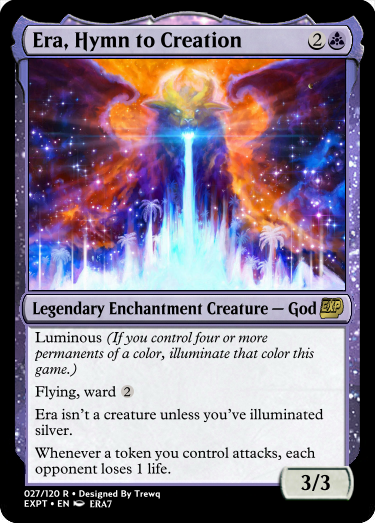 Era, Hymn to Creation 2
Legendary Enchantment Creature — God EXP
Luminous (If you control four or more
permanents of a color, illuminate that color this
game.)
Flying, ward 2
Era isn't a creature unless you've illuminated
silver.
Whenever a token you control attacks, each
opponent loses 1 life.
3/3
027/120 R • Designed By Trewq
EXPT • EN ERA7